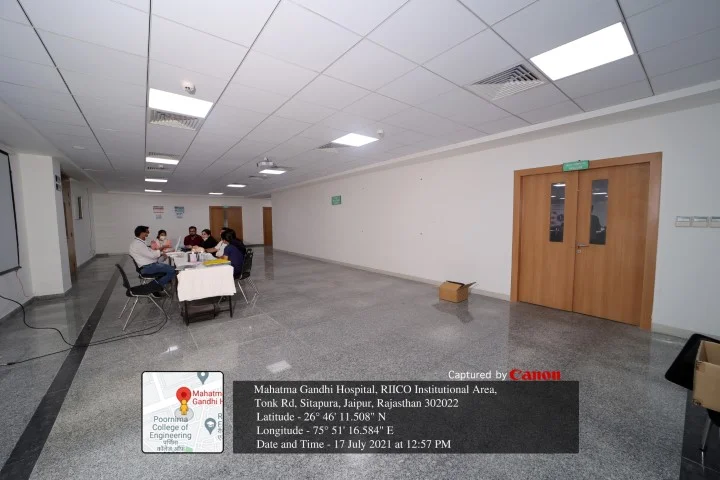 Captured by Canon
Mahatma
Gandhi H
Poornima
College of
Engineering
Mahatma Gandhi Hospital, RIICO Institutional Area,
Tonk Rd, Sitapura, Jaipur, Rajasthan 302022
Latitude - 26° 46' 11.508" N
Longitude - 75° 51' 16.584" E
Date and Time - 17 July 2021 at 12:57 PM